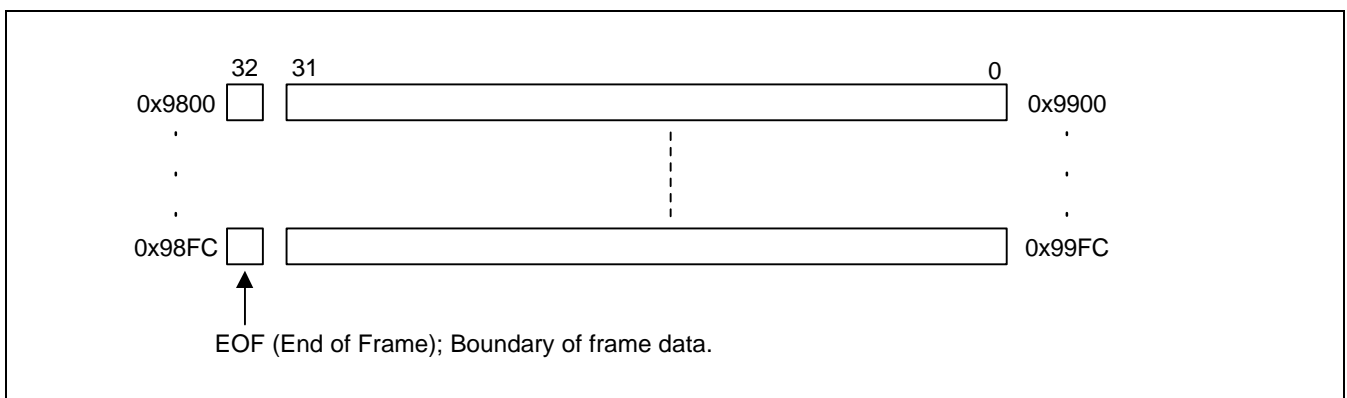 32 31 0
0x9800 0x9900
0x98FC 0x99FC
EOF (End of Frame); Boundary of frame data.